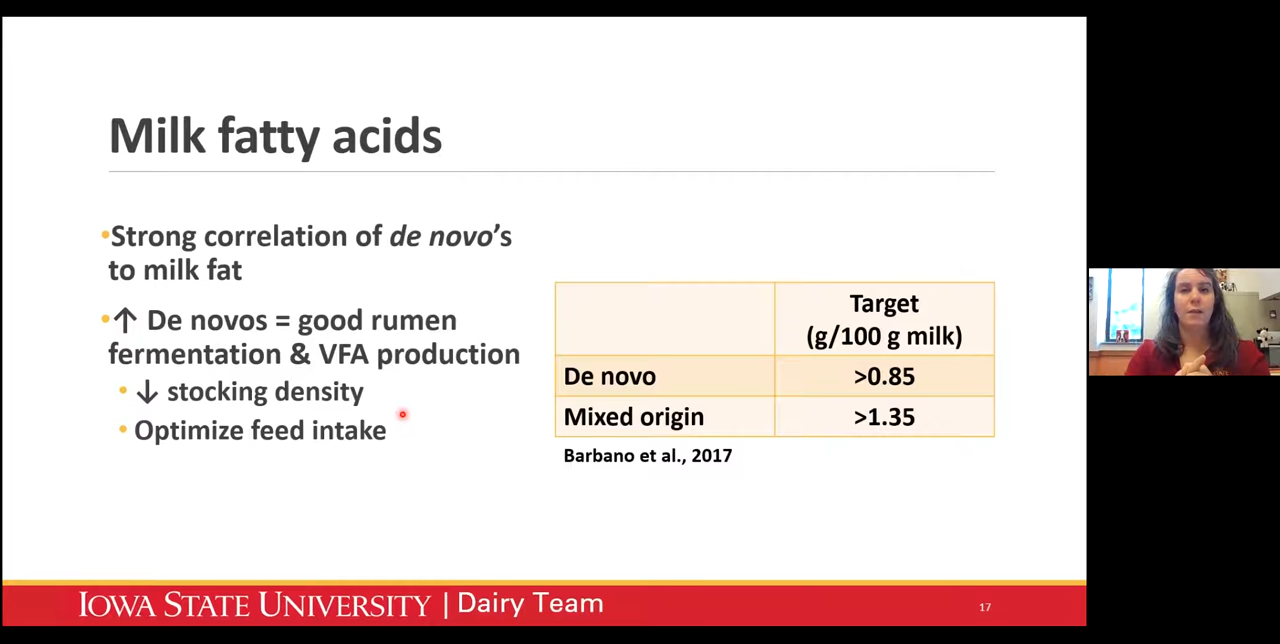 Milk fatty acids
•Strong correlation of de novo’s
to milk fat
•↑ De novos = good rumen
fermentation & VFA production
• ↓ stocking density
• Optimize feed intake
Target
(g/100 g milk)
De novo >0.85
Mixed origin >1.35
Barbano et al., 2017
IOWA STATE UNIVERSITY | Dairy Team
17